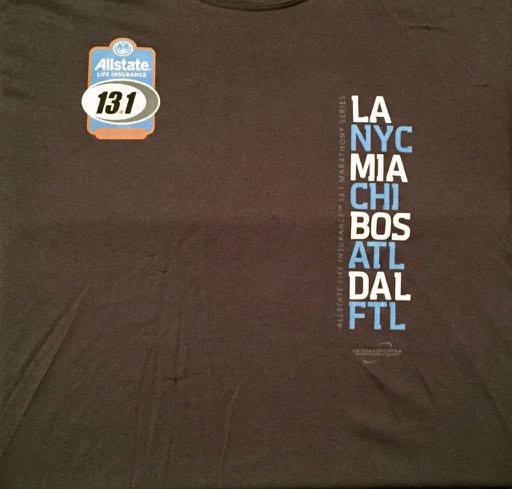 Allstate.
LIFE INSURANCE
13.1
ALLSTATE LIFE INSURANCE℠ 13.1 MARATHON® SERIES
LA
NYC
MIA
CHI
BOS
ATL
DAL
FTL